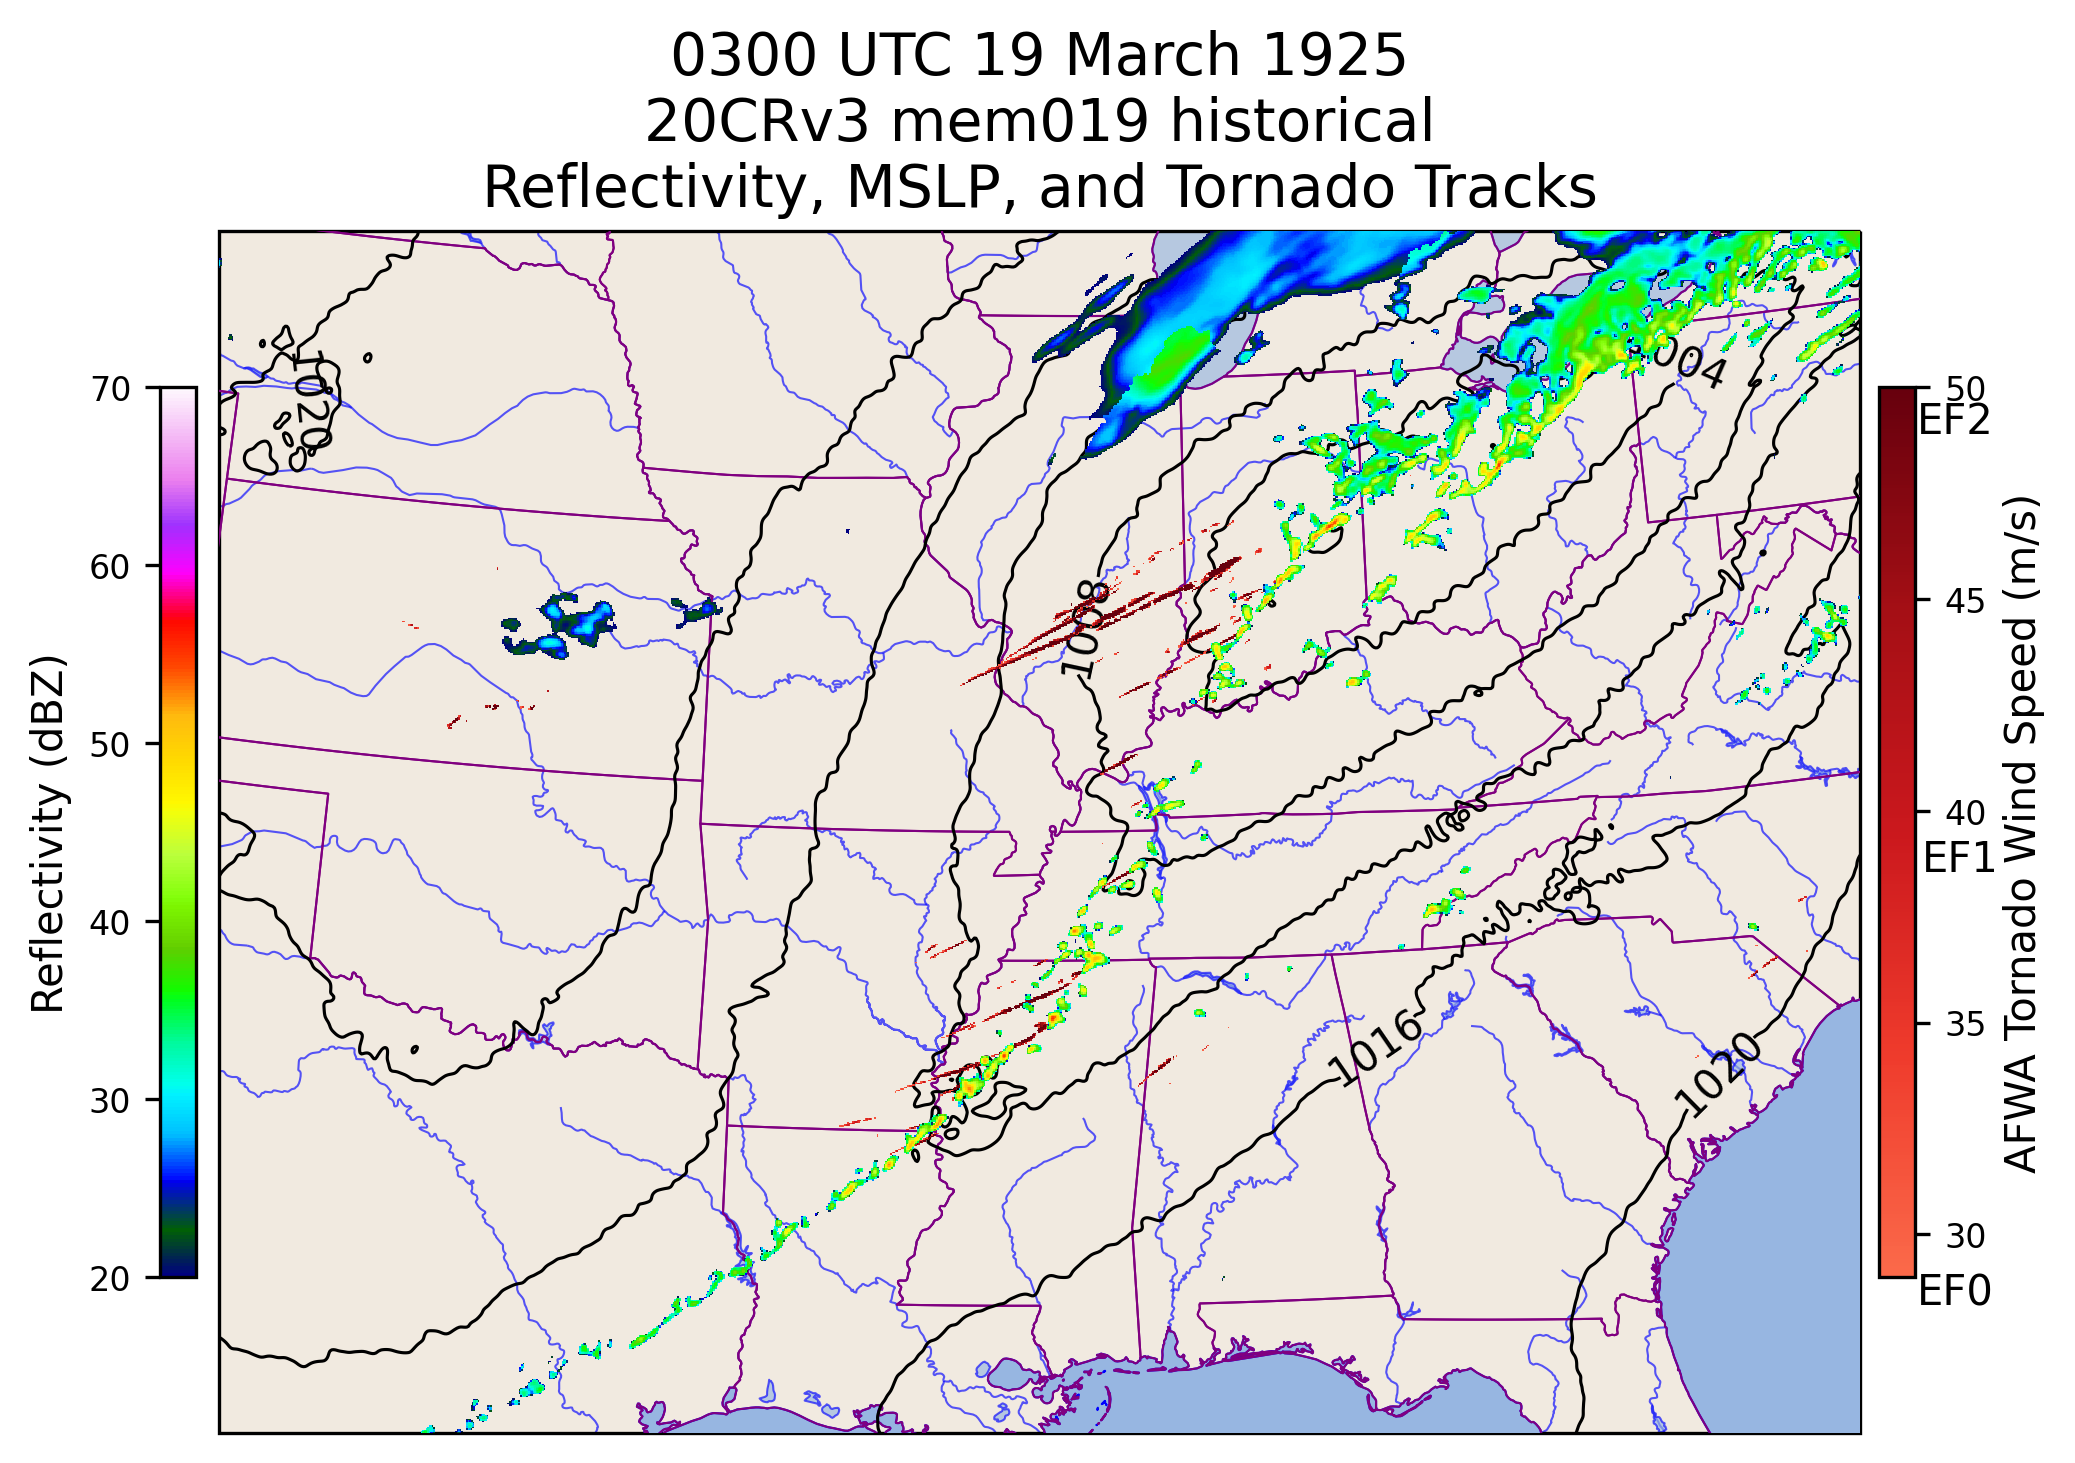 0300 UTC 19 March 1925
20CRv3 mem019 historical
Reflectivity, MSLP, and Tornado Tracks
Reflectivity (dBZ)
70
60
50
40
30
20
1020
1008
004
1016
1020
50
EF2
45
40
EF1
35
30
EF0
AFWA Tornado Wind Speed (m/s)